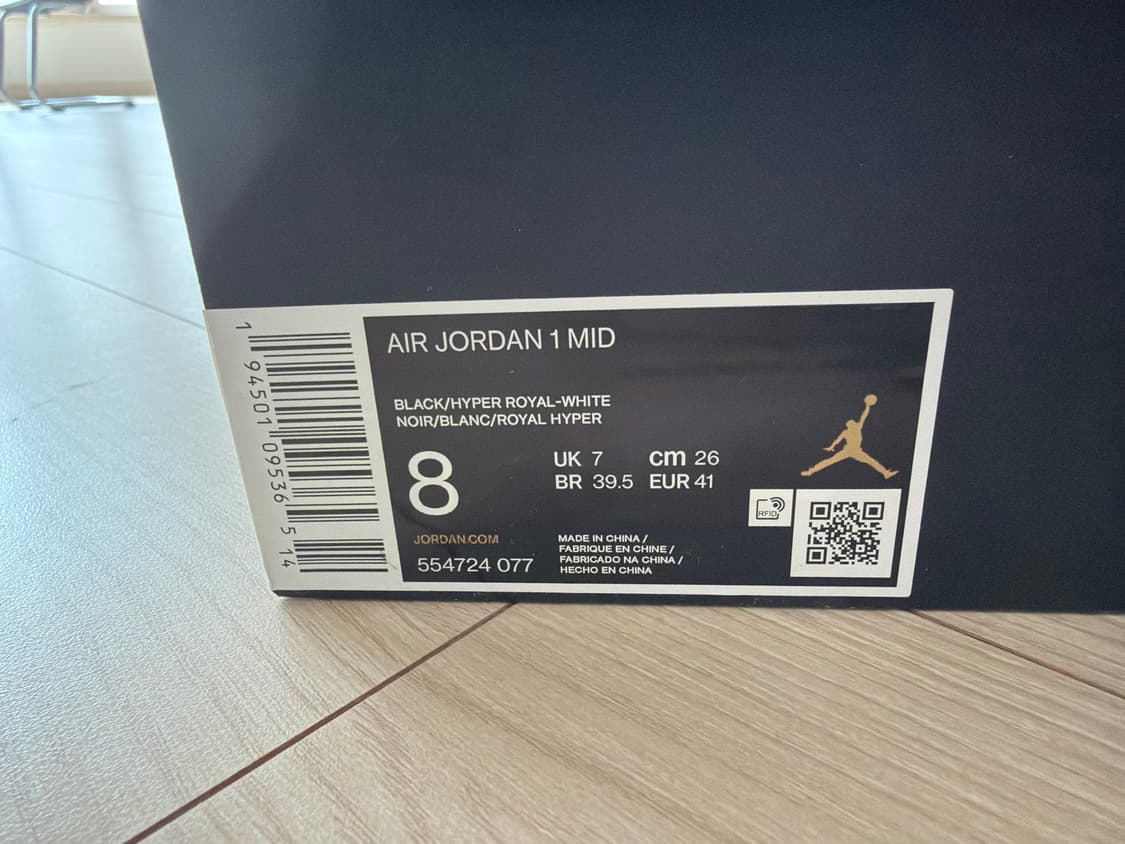 AIR JORDAN 1 MID
BLACK/HYPER ROYAL-WHITE
NOIR/BLANC/ROYAL HYPER
8
UK 7 cm 26
BR 39.5 EUR 41
RFID
JORDAN.COM
554724 077
MADE IN CHINA /
FABRIQUE EN CHINE /
FABRICADO NA CHINA /
HECHO EN CHINA
1 94501 09536 5 14